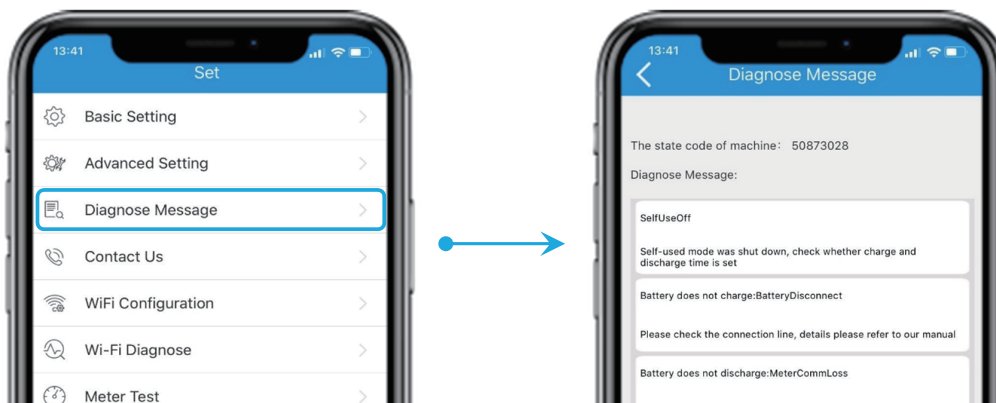 13:41
Set
Basic Setting
Advanced Setting
Diagnose Message
Contact Us
WiFi Configuration
Wi-Fi Diagnose
Meter Test
13:41
Diagnose Message
The state code of machine: 50873028
Diagnose Message:
SelfUseOff
Self-used mode was shut down, check whether charge and
discharge time is set
Battery does not charge:BatteryDisconnect
Please check the connection line, details please refer to our manual
Battery does not discharge:MeterCommLoss